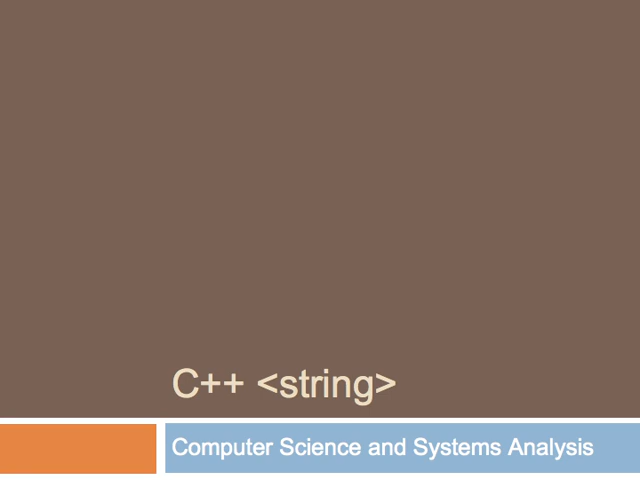 C++ <string>
Computer Science and Systems Analysis